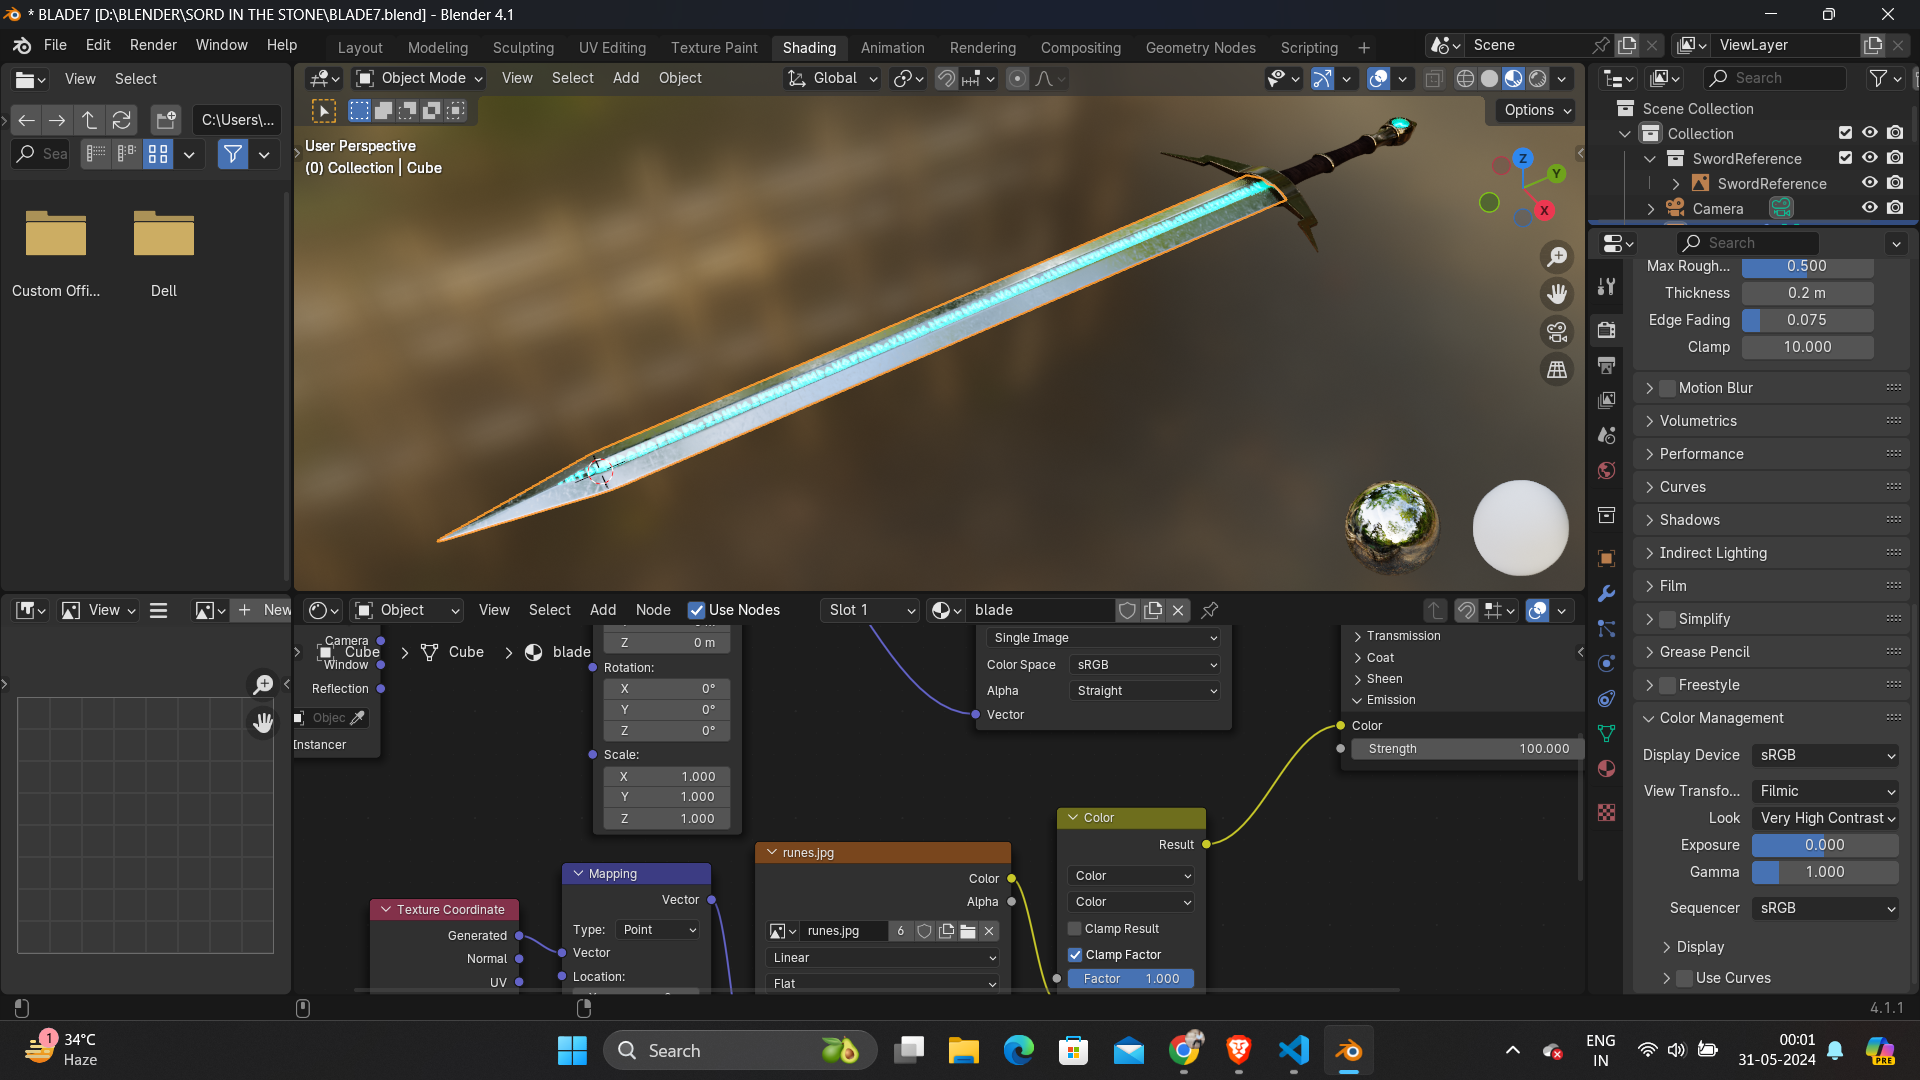 * BLADE7 [D:\BLENDER\SORD IN THE STONE\BLADE7.blend] - Blender 4.1
File Edit Render Window Help
Layout Modeling Sculpting UV Editing Texture Paint Shading Animation Rendering Compositing Geometry Nodes Scripting +
Scene
ViewLayer
View Select
Object Mode View Select Add Object
Global
Search
C:\Users\...
Options
Sea
User Perspective
(0) Collection | Cube
Z
Y
X
Custom Offi...
Dell
Scene Collection
Collection
SwordReference
SwordReference
Camera
Search
Max Rough... 0.500
Thickness 0.2 m
Edge Fading 0.075
Clamp 10.000
Motion Blur
Volumetrics
Performance
Curves
Shadows
Indirect Lighting
Film
Simplify
Grease Pencil
Freestyle
Color Management
Display Device sRGB
View Transfo... Filmic
Look Very High Contrast
Exposure 0.000
Gamma 1.000
Sequencer sRGB
Display
Use Curves
View
+ New
Object View Select Add Node Use Nodes Slot 1 blade
Cube > Cube > blade
Camera
Window
Reflection
Objec
Instancer
Z 0 m
Rotation:
X 0°
Y 0°
Z 0°
Scale:
X 1.000
Y 1.000
Z 1.000
Single Image
Color Space sRGB
Alpha Straight
Vector
Transmission
Coat
Sheen
Emission
Color
Strength 100.000
Texture Coordinate
Generated
Normal
UV
Mapping
Vector
Type: Point
Vector
Location:
runes.jpg
Color
Alpha
runes.jpg 6
Linear
Flat
Color
Result
Color
Color
Clamp Result
Clamp Factor
Factor 1.000
4.1.1
1
34°C
Haze
Search
ENG
IN
00:01
31-05-2024
PRE